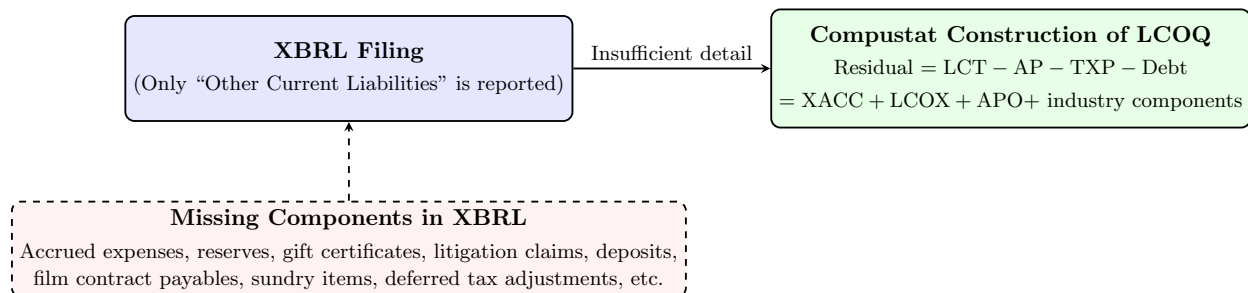 XBRL Filing
(Only “Other Current Liabilities” is reported)
Insufficient detail
Compustat Construction of LCOQ
Residual = LCT − AP − TXP − Debt
= XACC + LCOX + APO+ industry components
Missing Components in XBRL
Accrued expenses, reserves, gift certificates, litigation claims, deposits,
film contract payables, sundry items, deferred tax adjustments, etc.